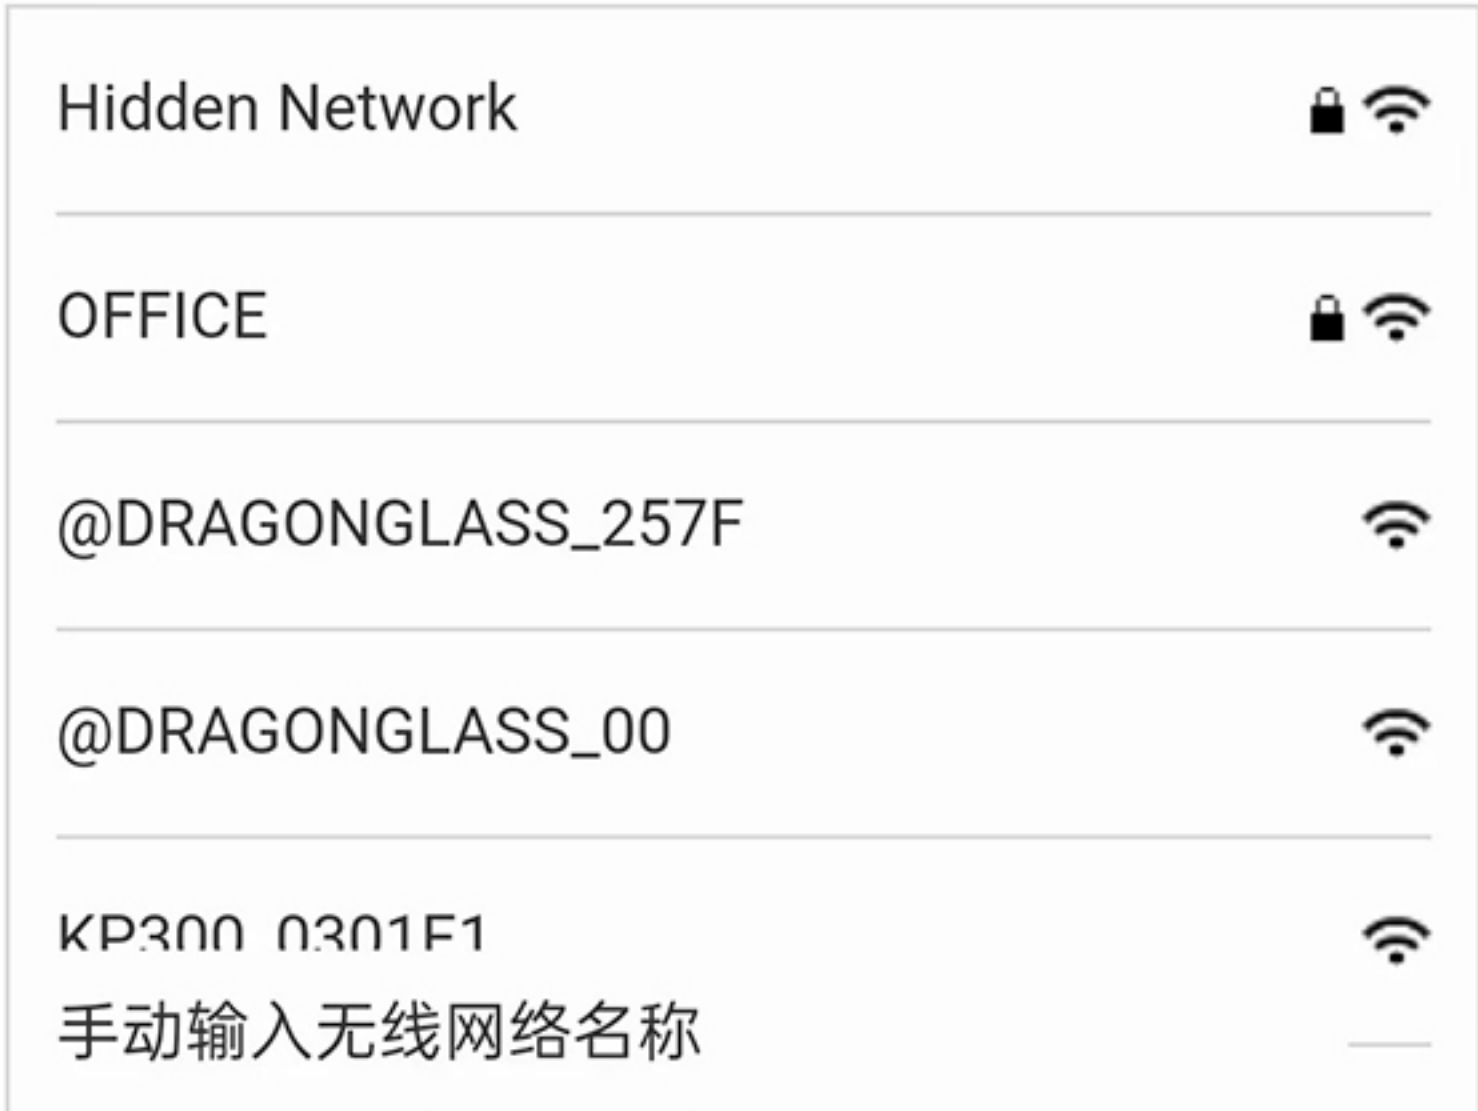 Hidden Network
OFFICE
@DRAGONGLASS_257F
@DRAGONGLASS_00
手动输入无线网络名称